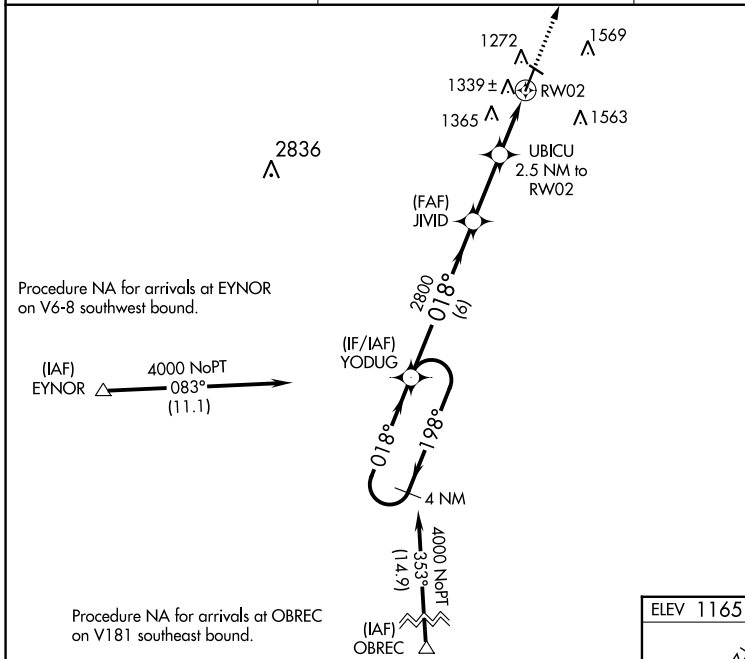 1272
1569
1339 ±
RW02
1365
1563
2836
UBICU
2.5 NM to
RW02
(FAF)
JIVID
Procedure NA for arrivals at EYNOR
on V6-8 southwest bound.
2800
018°
(6)
(IF/IAF)
YODUG
(IAF)
EYNOR
4000 NoPT
083°
(11.1)
018°
198°
4 NM
4000 NoPT
353°
(14.9)
Procedure NA for arrivals at OBREC
on V181 southeast bound.
(IAF)
OBREC
ELEV 1165